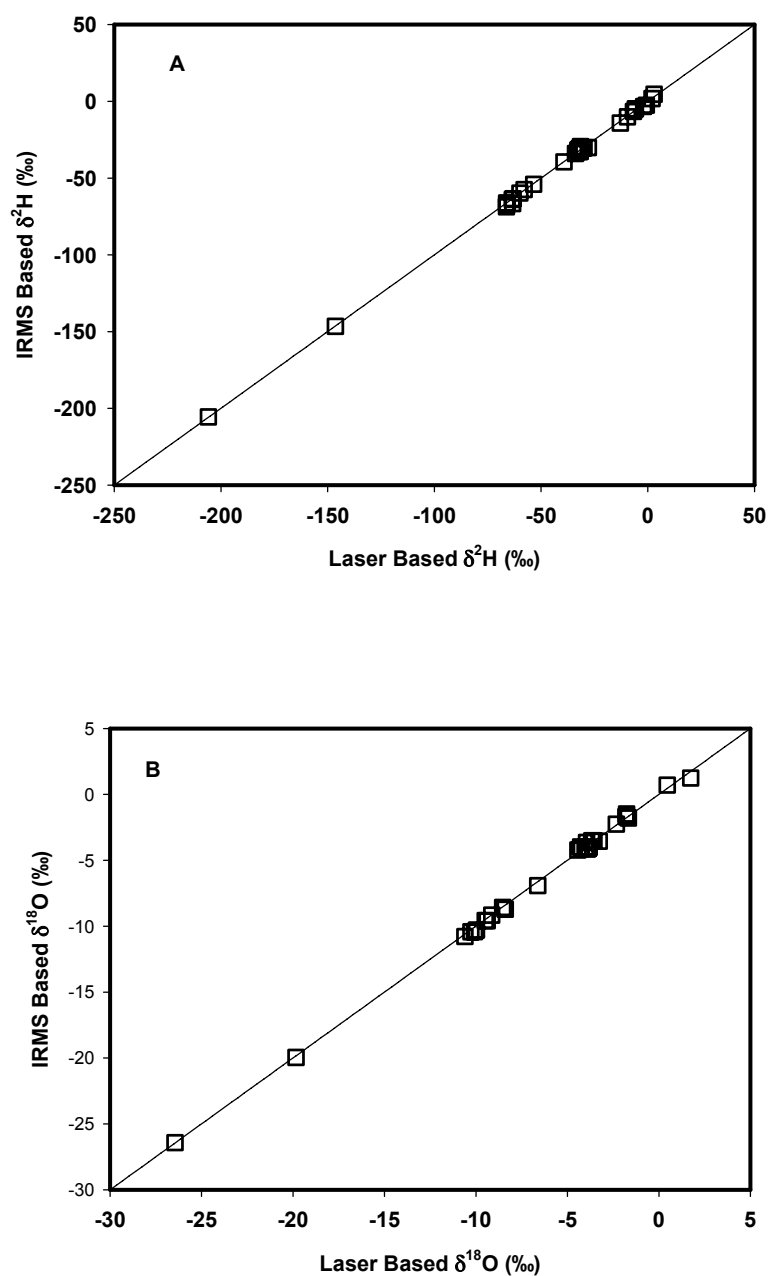 50
A
0
-50
-100
-150
-200
-250
IRMS Based δ²H (‰)
-250 -200 -150 -100 -50 0 50
Laser Based δ²H (‰)
5
B
0
-5
-10
-15
-20
-25
-30
IRMS Based δ¹⁸O (‰)
-30 -25 -20 -15 -10 -5 0 5
Laser Based δ¹⁸O (‰)